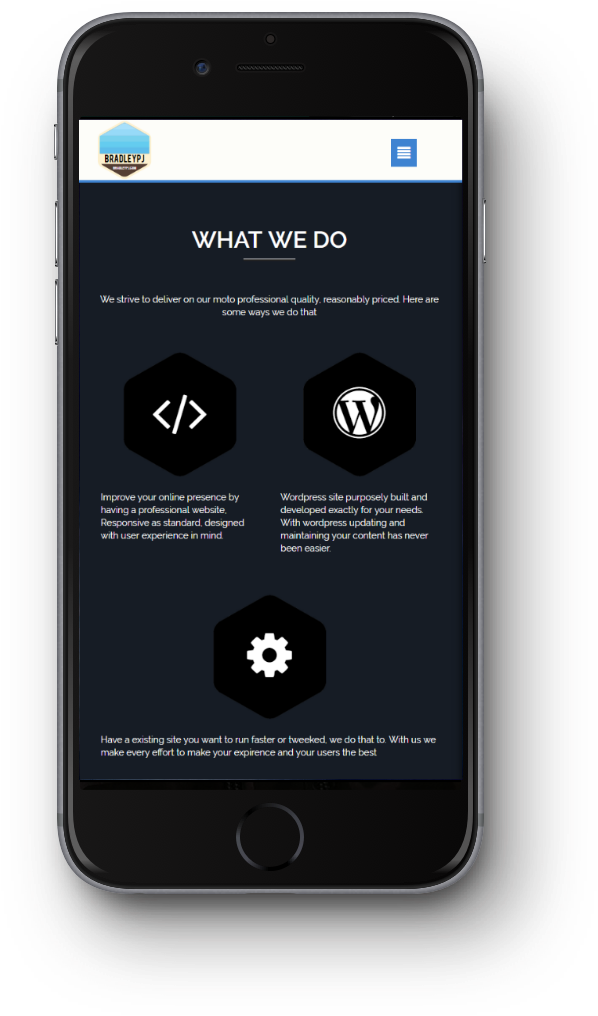 BRADLEYPJ
WHAT WE DO
We strive to deliver on our moto professional quality, reasonably priced. Here are
some ways we do that
Improve your online presence by
having a professional website,
Responsive as standard, designed
with user experience in mind.
Wordpress site purposely built and
developed exactly for your needs.
With wordpress updating and
maintaining your content has never
been easier.
Have a existing site you want to run faster or tweeked, we do that to. With us we
make every effort to make your expirence and your users the best